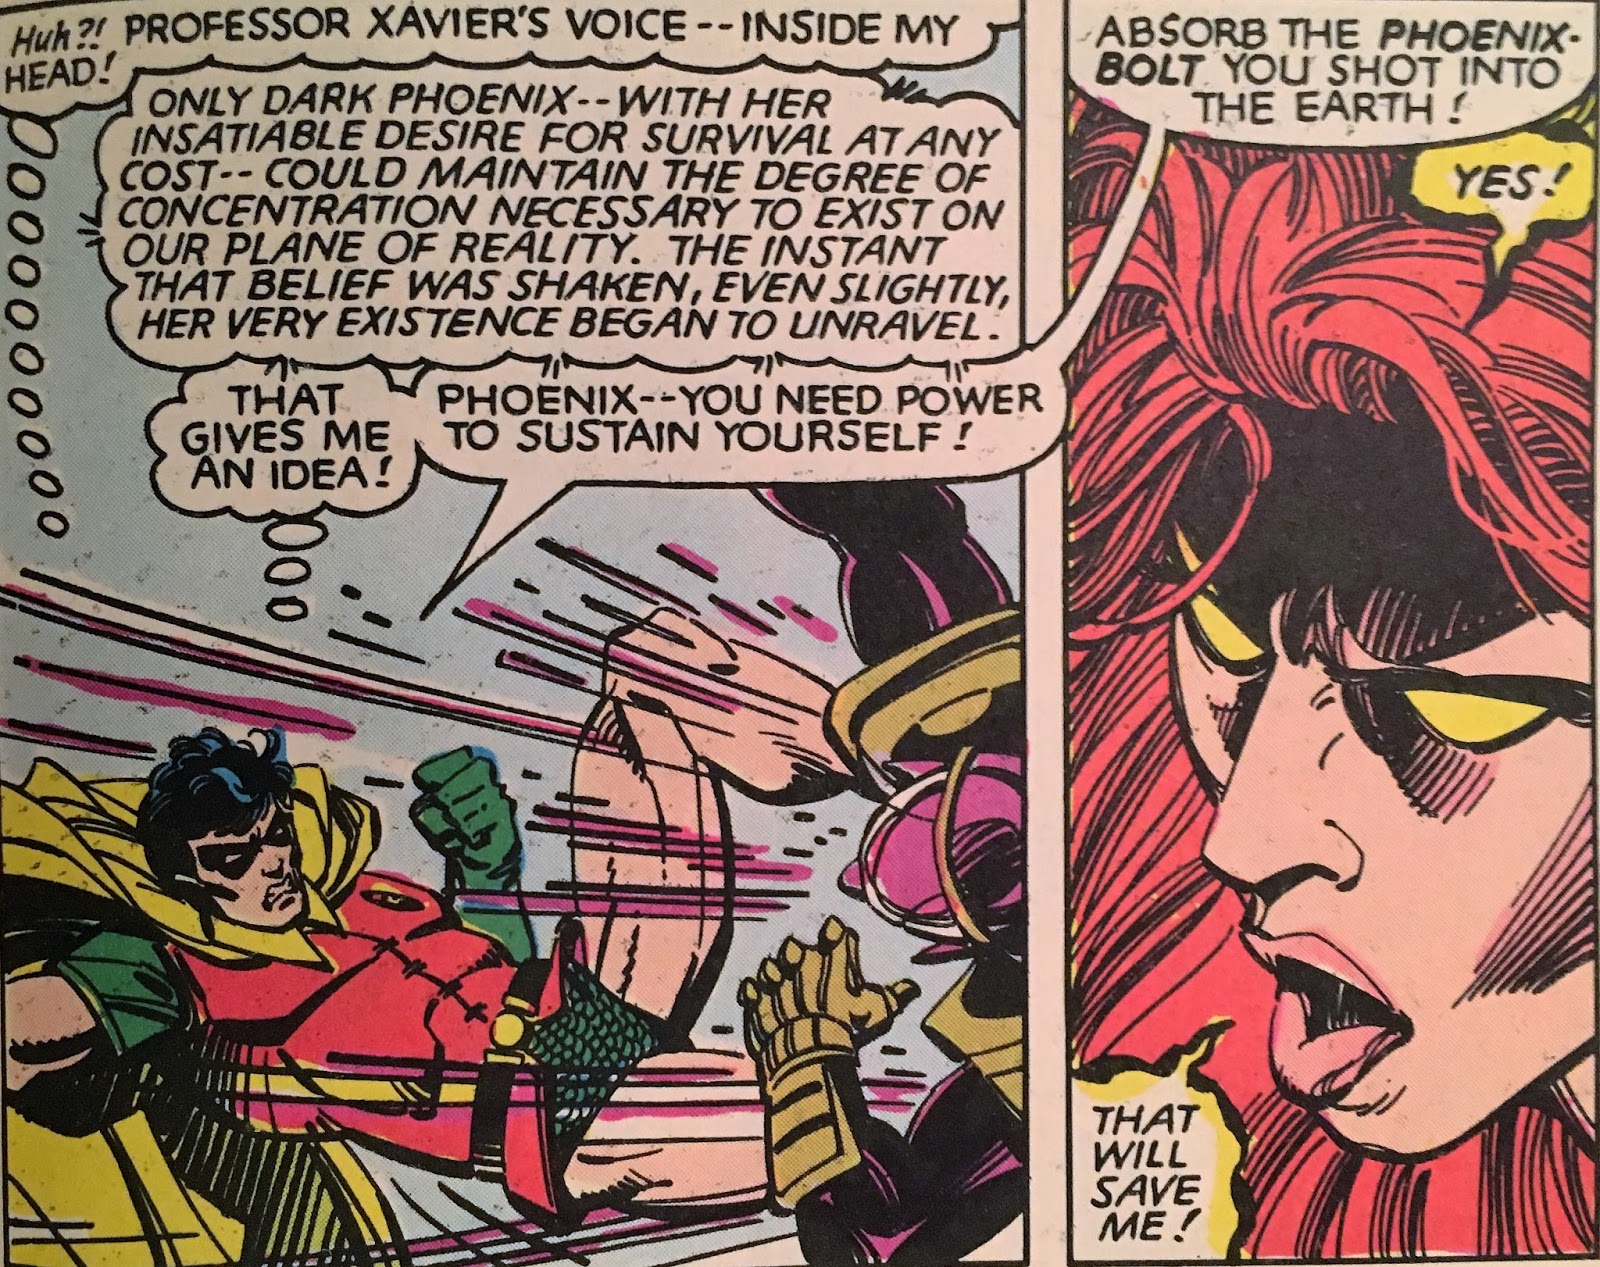 Huh?! PROFESSOR XAVIER'S VOICE--INSIDE MY
HEAD!
ONLY DARK PHOENIX--WITH HER
INSATIABLE DESIRE FOR SURVIVAL AT ANY
COST--COULD MAINTAIN THE DEGREE OF
CONCENTRATION NECESSARY TO EXIST ON
OUR PLANE OF REALITY. THE INSTANT
THAT BELIEF WAS SHAKEN, EVEN SLIGHTLY,
HER VERY EXISTENCE BEGAN TO UNRAVEL.
THAT
GIVES ME
AN IDEA!
PHOENIX--YOU NEED POWER
TO SUSTAIN YOURSELF!
ABSORB THE PHOENIX-
BOLT YOU SHOT INTO
THE EARTH!
YES!
THAT
WILL
SAVE
ME!